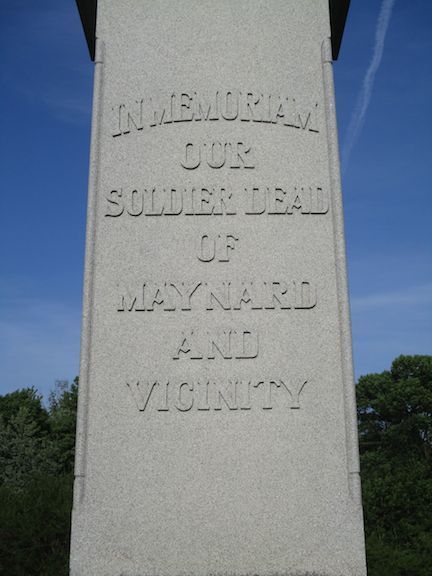 IN MEMORIAM
OUR
SOLDIER DEAD
OF
MAYNARD
AND
VICINITY